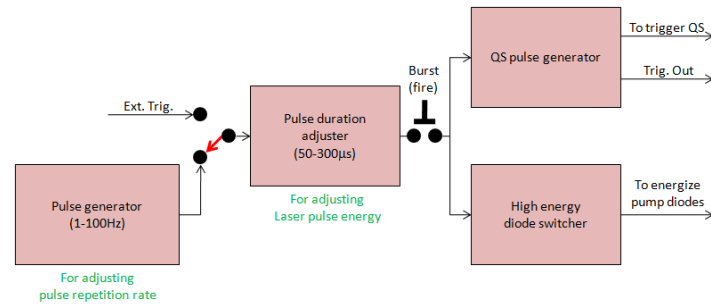 Ext. Trig.
Pulse generator
(1-100Hz)
For adjusting
pulse repetition rate
Pulse duration
adjuster
(50-300µs)
For adjusting
Laser pulse energy
Burst
(fire)
QS pulse generator
To trigger QS
Trig. Out
High energy
diode switcher
To energize
pump diodes